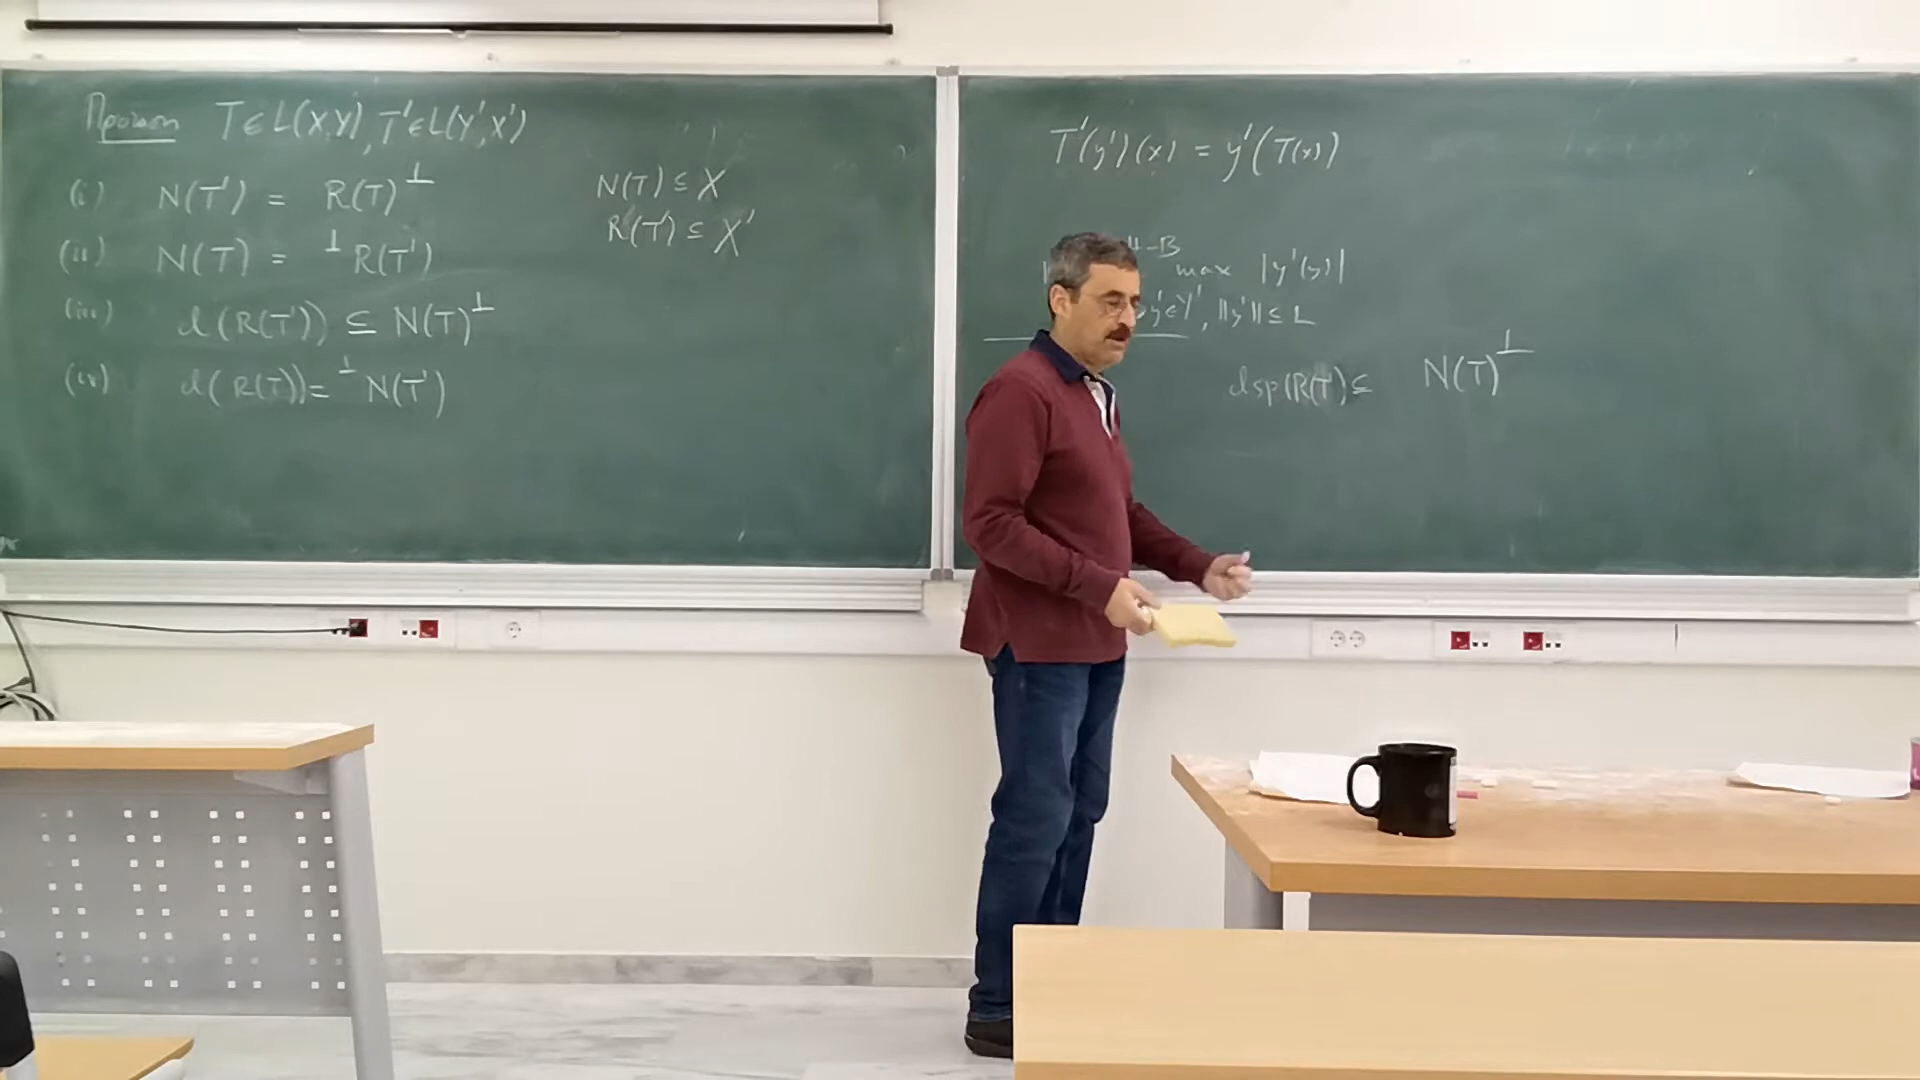 Πρόταση T∈L(X,Y), T'∈L(Y',X')
(i) N(T') = R(T)^⊥
(ii) N(T) = ^⊥R(T')
(iii) cl(R(T')) ⊆ N(T)^⊥
(iv) cl(R(T)) = ^⊥N(T')
N(T) ⊆ X
R(T') ⊆ X'
T'(y')(x) = y'(T(x))
H-B
max |y'(y)|
y'∈Y', ||y'|| ≤ 1
clsp(R(T') ⊆ N(T)^⊥